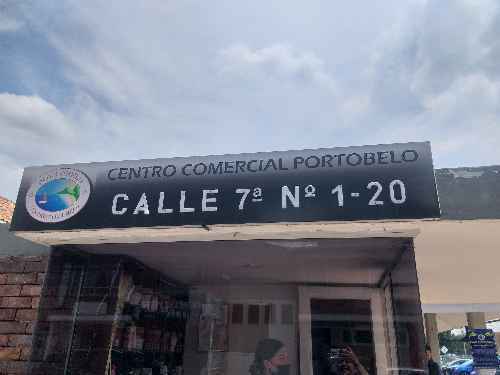 CENTRO COMERCIAL PORTOBELO
CALLE 7ª Nº 1-20